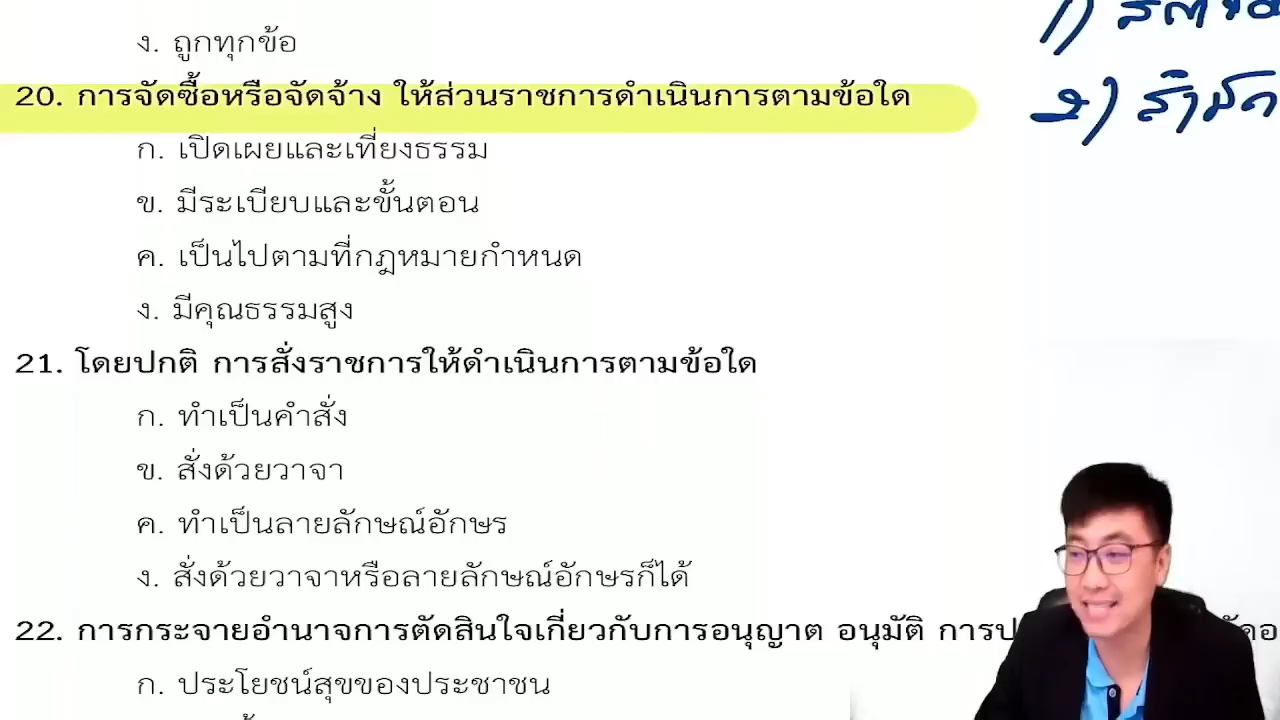 ง. ถูกทุกข้อ
20. การจัดซื้อหรือจัดจ้าง ให้ส่วนราชการดำเนินการตามข้อใด
ก. เปิดเผยและเที่ยงธรรม
ข. มีระเบียบและขั้นตอน
ค. เป็นไปตามที่กฎหมายกำหนด
ง. มีคุณธรรมสูง
21. โดยปกติ การสั่งราชการให้ดำเนินการตามข้อใด
ก. ทำเป็นคำสั่ง
ข. สั่งด้วยวาจา
ค. ทำเป็นลายลักษณ์อักษร
ง. สั่งด้วยวาจาหรือลายลักษณ์อักษรก็ได้
22. การกระจายอำนาจการตัดสินใจเกี่ยวกับการอนุญาต อนุมัติ
ก. ประโยชน์สุขของประชาชน
1)
2)